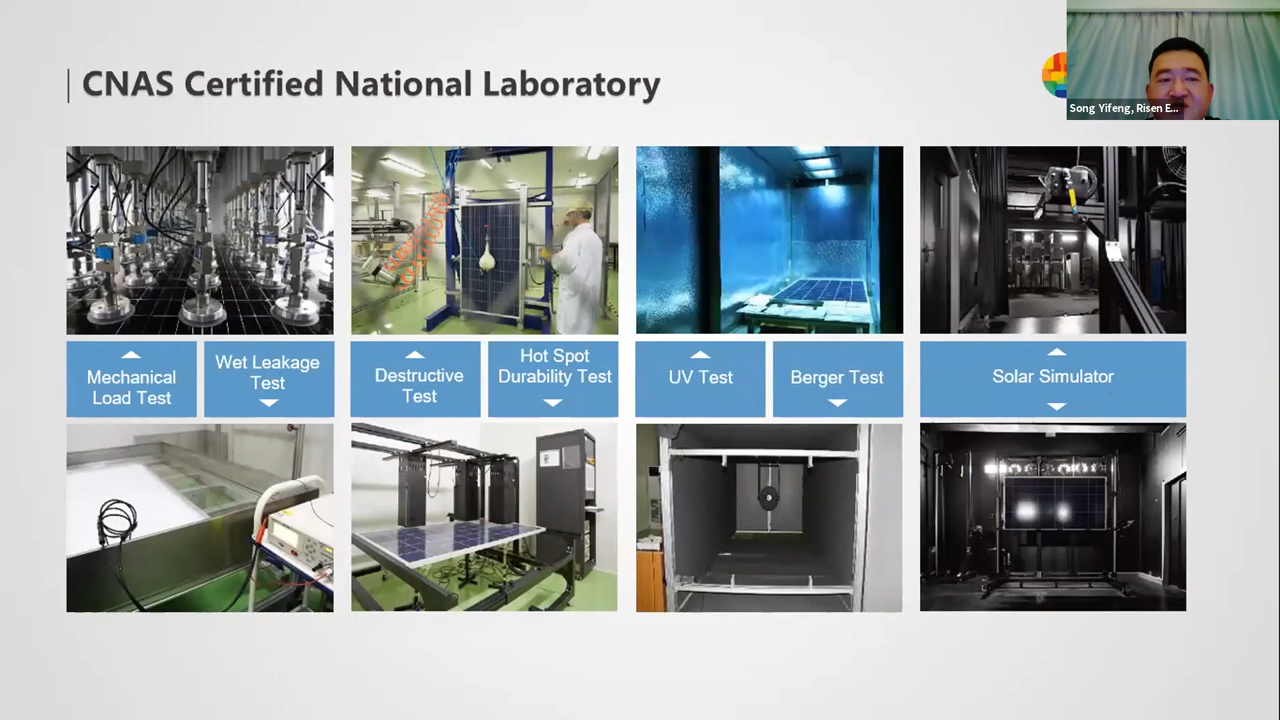 CNAS Certified National Laboratory
Song Yifeng, Risen E...
Mechanical
Load Test
Wet Leakage
Test
Destructive
Test
Hot Spot
Durability Test
UV Test
Berger Test
Solar Simulator